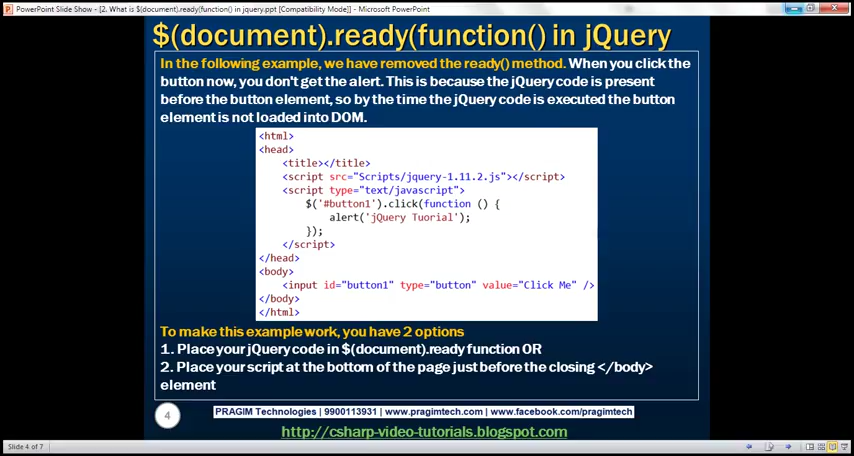 PowerPoint Slide Show - [2. What is $(document).ready(function() in jquery.ppt [Compatibility Mode]] - Microsoft PowerPoint
$(document).ready(function() in jQuery
In the following example, we have removed the ready() method. When you click the
button now, you don't get the alert. This is because the jQuery code is present
before the button element, so by the time the jQuery code is executed the button
element is not loaded into DOM.
<html>
<head>
<title></title>
<script src="Scripts/jquery-1.11.2.js"></script>
<script type="text/javascript">
$('#button1').click(function () {
alert('jQuery Tuorial');
});
</script>
</head>
<body>
<input id="button1" type="button" value="Click Me" />
</body>
</html>
To make this example work, you have 2 options
1. Place your jQuery code in $(document).ready function OR
2. Place your script at the bottom of the page just before the closing </body>
element
4
PRAGIM Technologies | 9900113931 | www.pragimtech.com | www.facebook.com/pragimtech
http://csharp-video-tutorials.blogspot.com
Slide 4 of 7